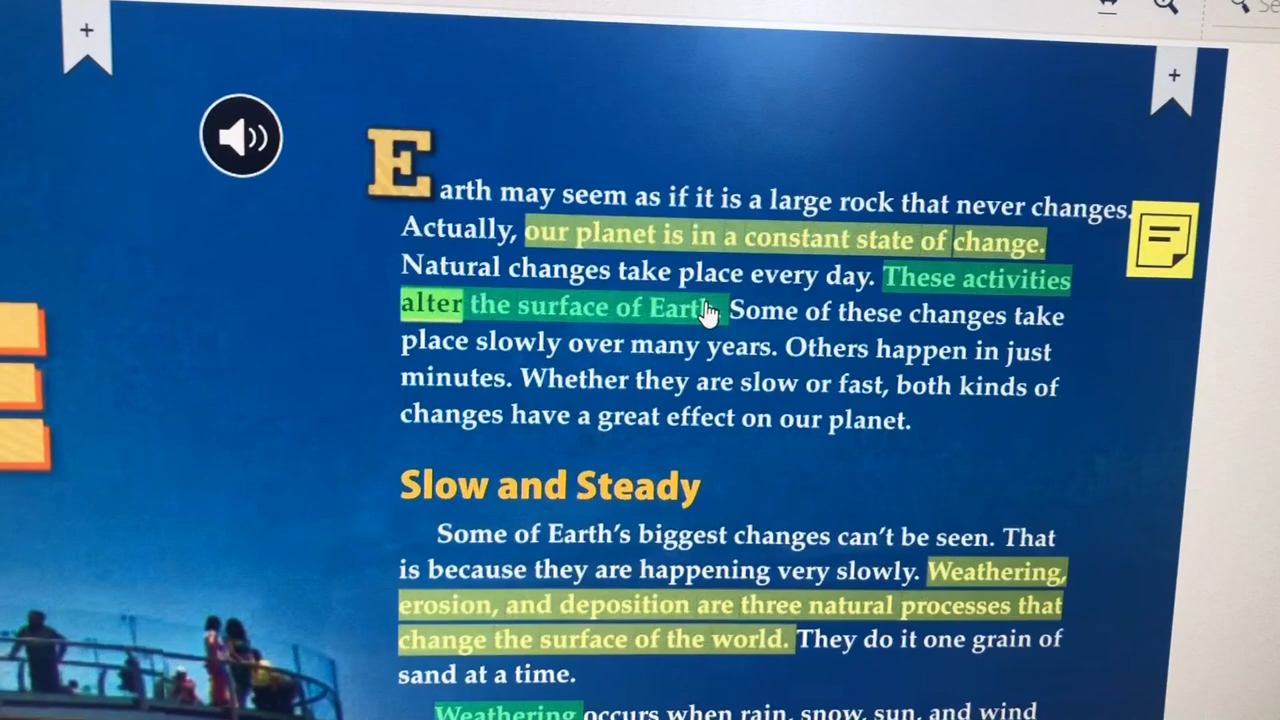 Earth may seem as if it is a large rock that never changes.
Actually, our planet is in a constant state of change.
Natural changes take place every day. These activities
alter the surface of Earth. Some of these changes take
place slowly over many years. Others happen in just
minutes. Whether they are slow or fast, both kinds of
changes have a great effect on our planet.
Slow and Steady
Some of Earth's biggest changes can't be seen. That
is because they are happening very slowly. Weathering,
erosion, and deposition are three natural processes that
change the surface of the world. They do it one grain of
sand at a time.
Weathering occurs when rain, snow, sun, and wind